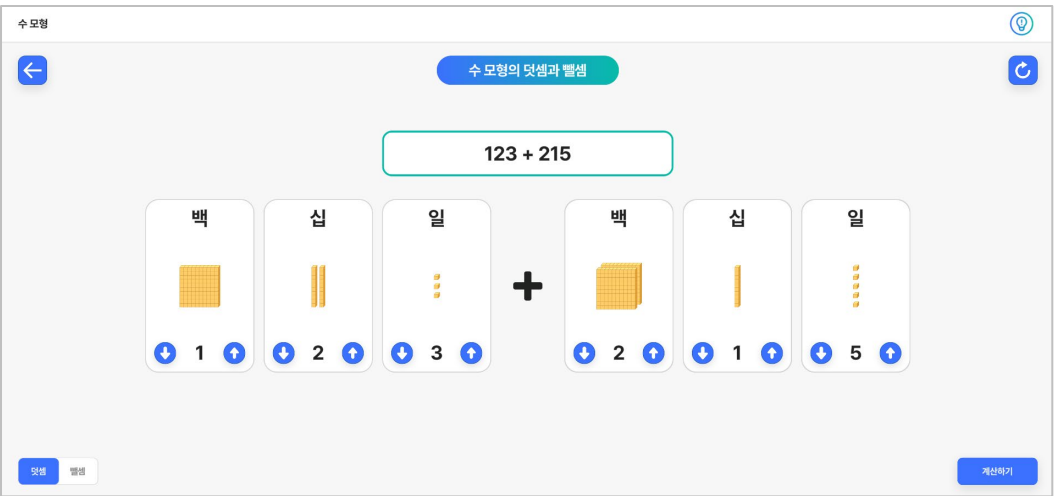 수 모형
수 모형의 덧셈과 뺄셈
123 + 215
백 십 일 백 십 일
1 2 3 2 1 5
덧셈 뺄셈
계산하기